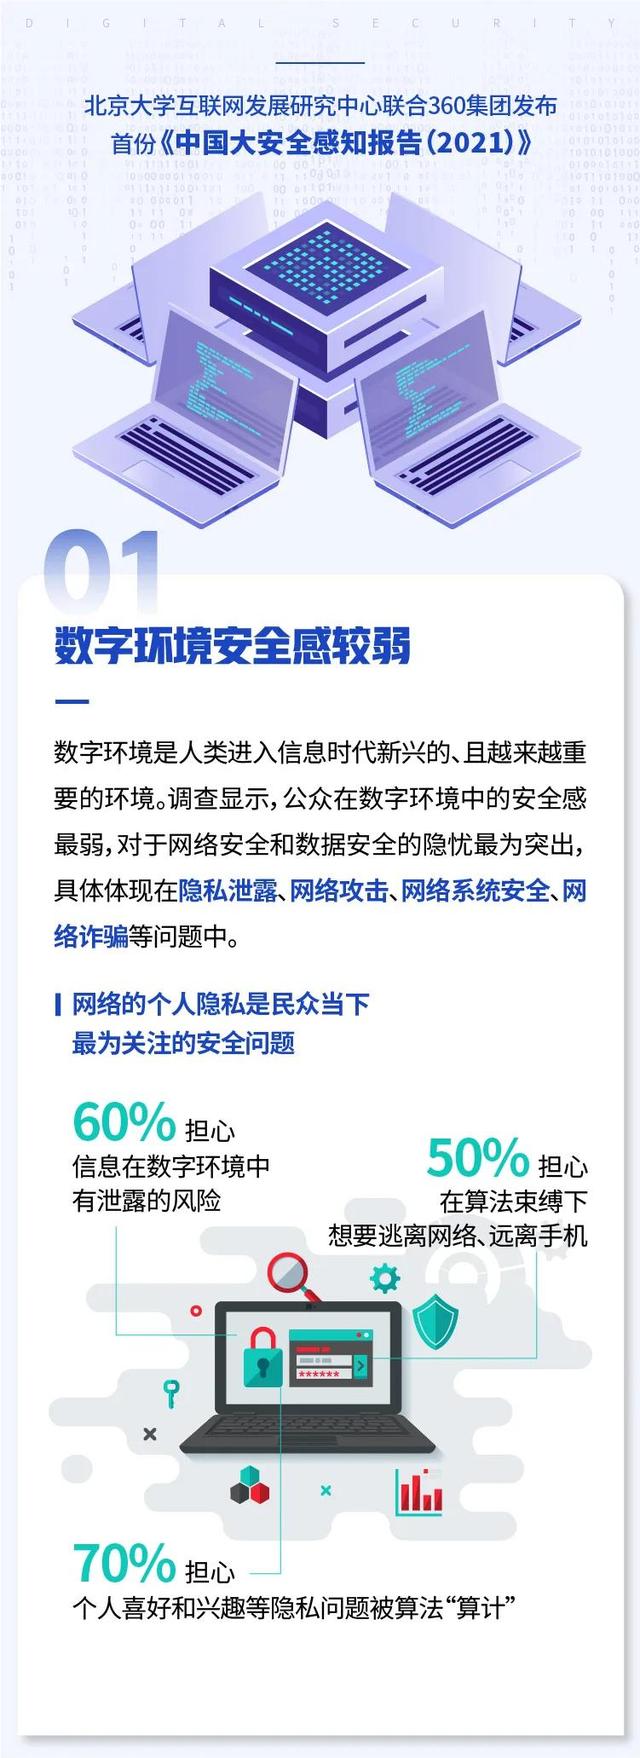 DIGITAL SECURITY
北京大学互联网发展研究中心联合360集团发布
首份《中国大安全感知报告(2021)》
01
数字环境安全感较弱
数字环境是人类进入信息时代新兴的、且越来越重
要的环境。调查显示,公众在数字环境中的安全感
最弱,对于网络安全和数据安全的隐忧最为突出,
具体体现在隐私泄露、网络攻击、网络系统安全、网
络诈骗等问题中。
网络的个人隐私是民众当下
最为关注的安全问题
60% 担心
信息在数字环境中
有泄露的风险
50% 担心
在算法束缚下
想要逃离网络、远离手机
******
70% 担心
个人喜好和兴趣等隐私问题被算法“算计”